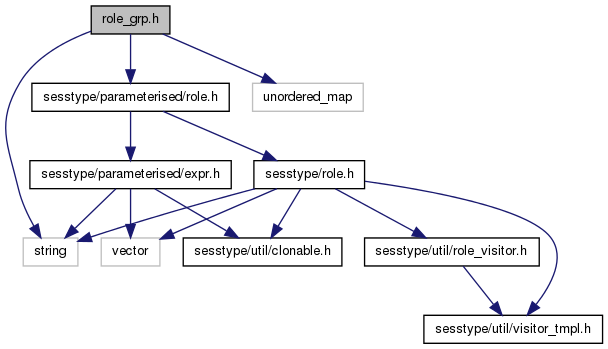 role_grp.h
sesstype/parameterised/role.h
unordered_map
sesstype/parameterised/expr.h
sesstype/role.h
string
vector
sesstype/util/clonable.h
sesstype/util/role_visitor.h
sesstype/util/visitor_tmpl.h